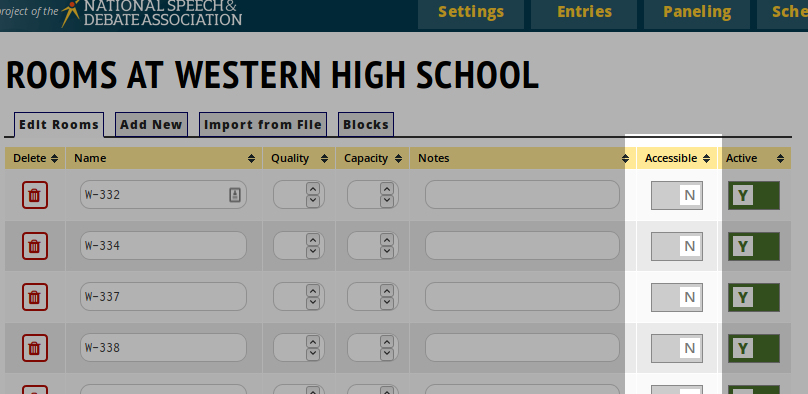 project of the
NATIONAL SPEECH &
DEBATE ASSOCIATION
Settings Entries Paneling Sche
ROOMS AT WESTERN HIGH SCHOOL
Edit Rooms Add New Import from File Blocks
Delete Name Quality Capacity Notes Accessible Active
W-332 N Y
W-334 N Y
W-337 N Y
W-338 N Y